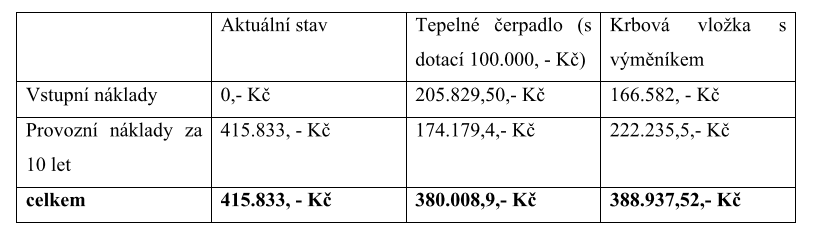 Aktuální stav
Tepelné čerpadlo (s
dotací 100.000, - Kč)
Krbová vložka s
výměníkem
Vstupní náklady
0,- Kč
205.829,50,- Kč
166.582, - Kč
Provozní náklady za
10 let
415.833, - Kč
174.179,4,- Kč
222.235,5,- Kč
celkem
415.833, - Kč
380.008,9,- Kč
388.937,52,- Kč